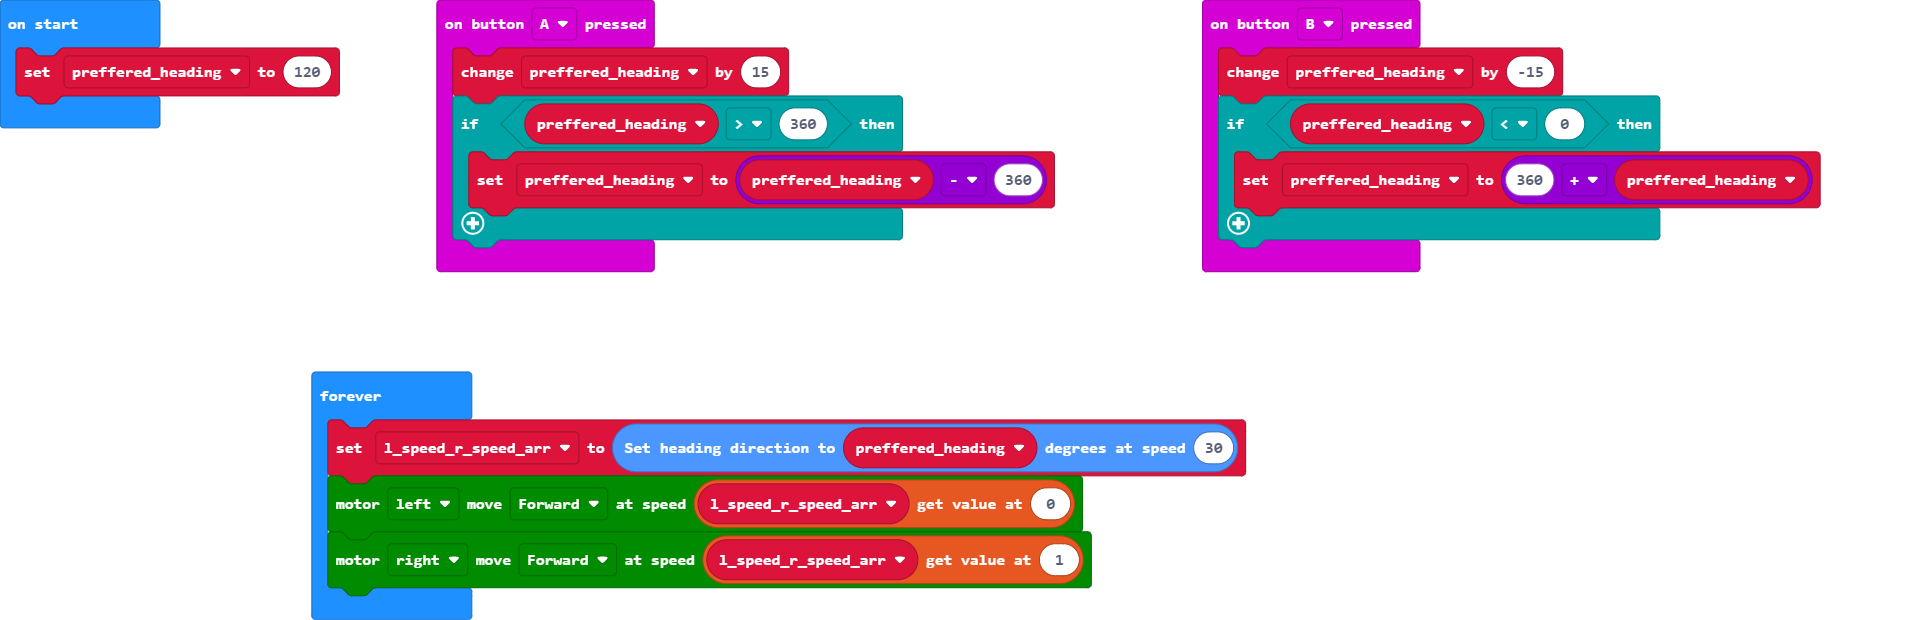 on start
set preffered_heading to 120
on button A pressed
change preffered_heading by 15
if preffered_heading > 360 then
set preffered_heading to preffered_heading - 360
on button B pressed
change preffered_heading by -15
if preffered_heading < 0 then
set preffered_heading to 360 + preffered_heading
forever
set l_speed_r_speed_arr to Set heading direction to preffered_heading degrees at speed 30
motor left move Forward at speed l_speed_r_speed_arr get value at 0
motor right move Forward at speed l_speed_r_speed_arr get value at 1